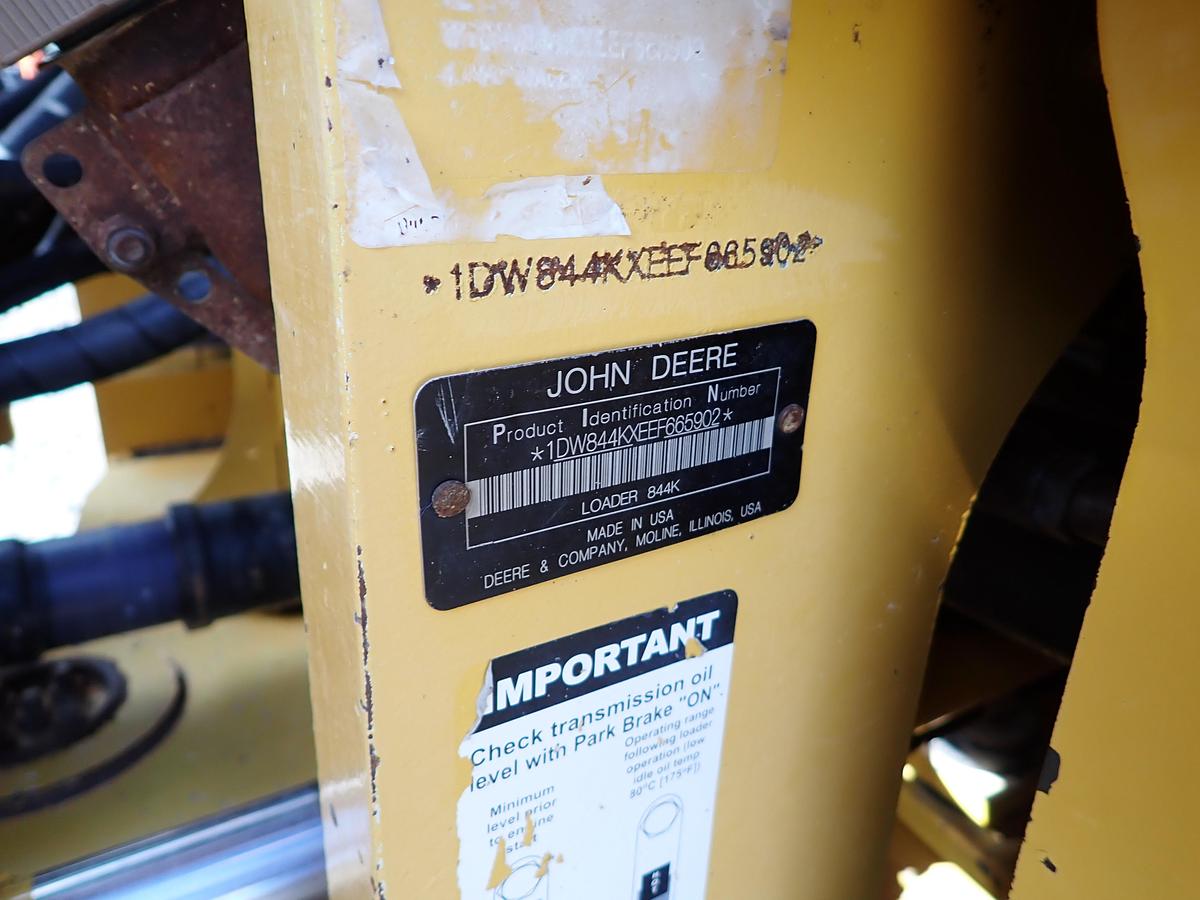 *1DW844KXEEF665902*
JOHN DEERE
Product Identification Number
*1DW844KXEEF665902*
LOADER 844K
MADE IN USA
DEERE & COMPANY, MOLINE, ILLINOIS, USA
IMPORTANT
Check transmission oil
level with Park Brake "ON".
Operating range
following loader
operation (low
idle oil temp
80°C [175°F])
Minimum
level prior
to engine
start
HOT